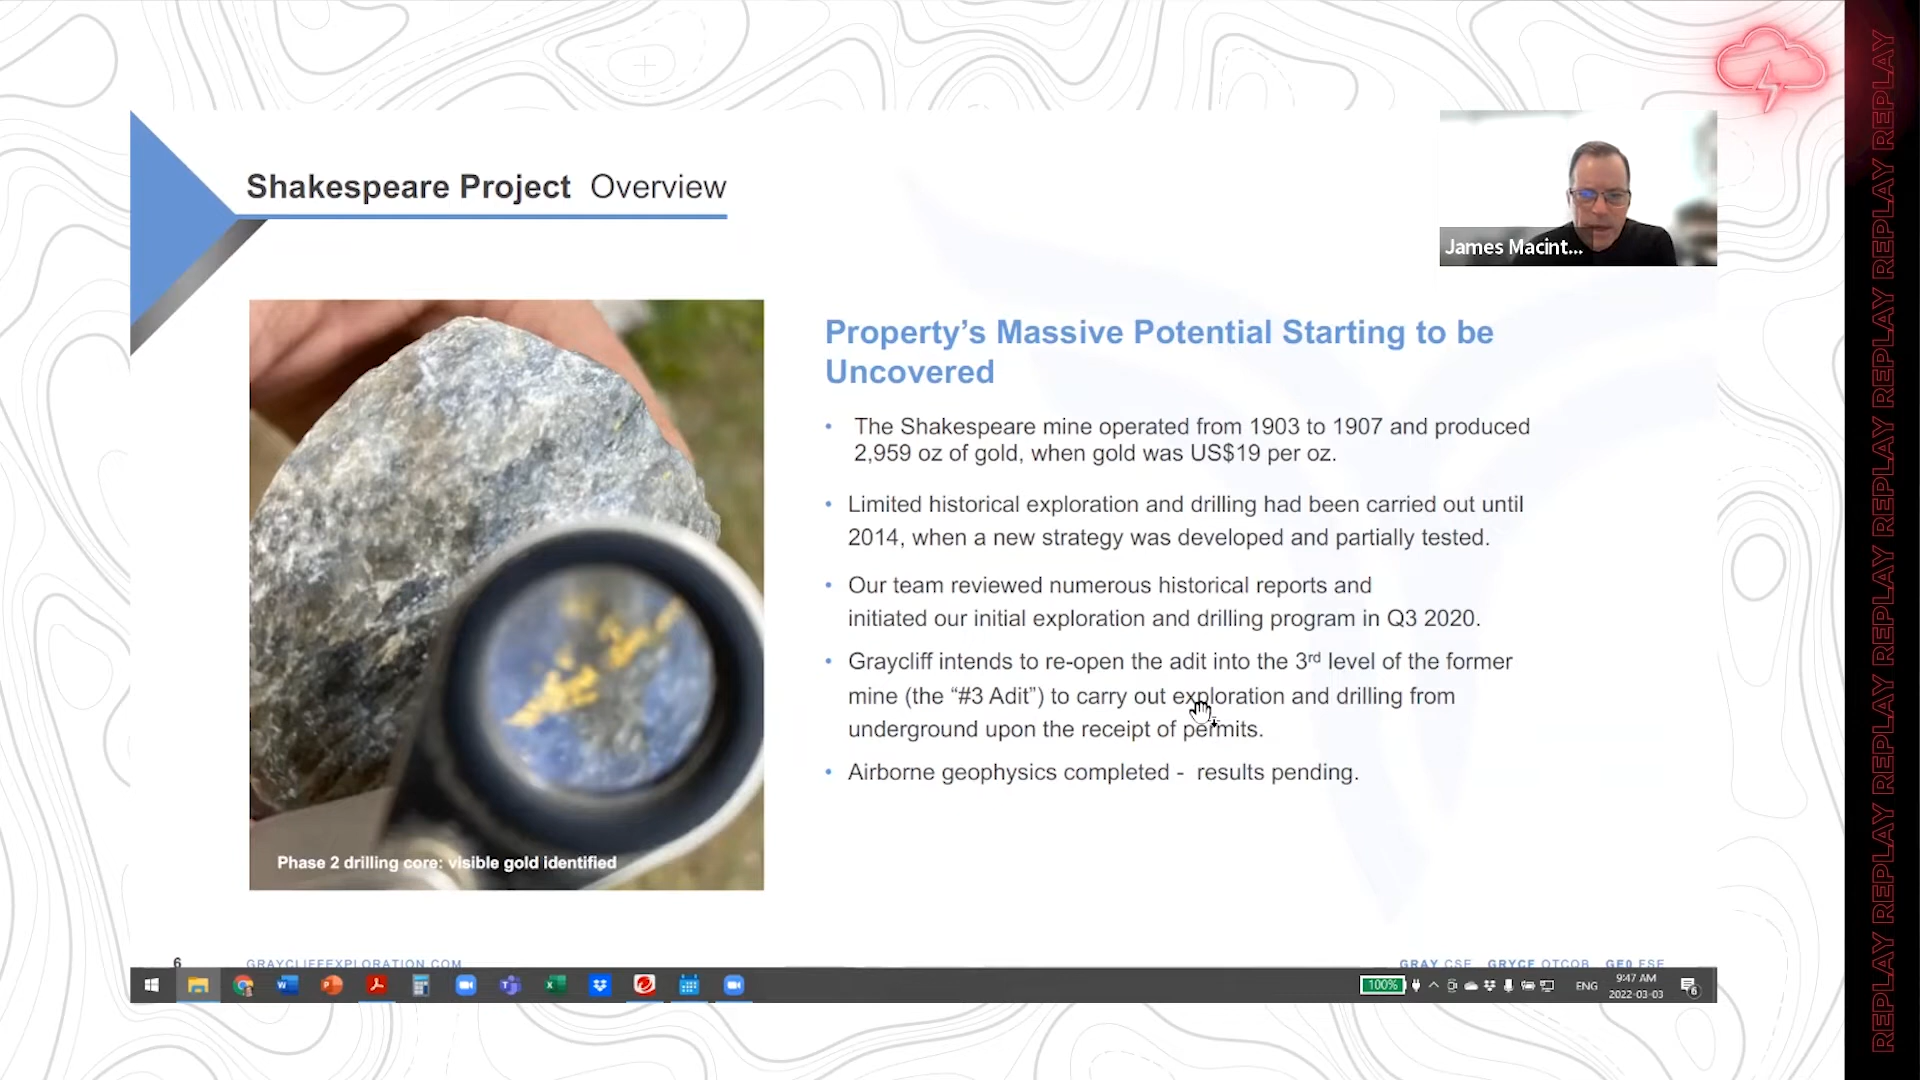 Shakespeare Project Overview
James Macint...
Property's Massive Potential Starting to be
Uncovered
• The Shakespeare mine operated from 1903 to 1907 and produced
2,959 oz of gold, when gold was US$19 per oz.
• Limited historical exploration and drilling had been carried out until
2014, when a new strategy was developed and partially tested.
• Our team reviewed numerous historical reports and
initiated our initial exploration and drilling program in Q3 2020.
• Graycliff intends to re-open the adit into the 3rd level of the former
mine (the “#3 Adit”) to carry out exploration and drilling from
underground upon the receipt of permits.
• Airborne geophysics completed - results pending.
Phase 2 drilling core: visible gold identified
6
GRAYCLIFFEXPLORATION.COM
GRAY CSE GRYCF OTCQB GE0 FSE
100%
ENG
9:47 AM
2022-03-03
6
REPLAY REPLAY REPLAY REPLAY REPLAY REPLAY REPLAY REPLAY